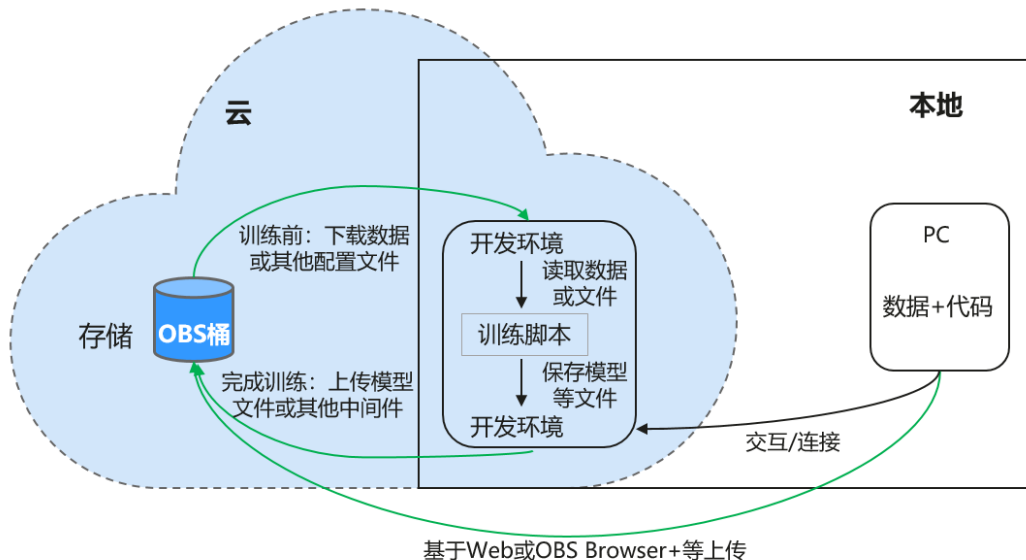 云
本地
训练前：下载数据
或其他配置文件
存储
OBS桶
完成训练：上传模型
文件或其他中间件
开发环境
读取数据
或文件
训练脚本
保存模型
等文件
开发环境
PC
数据+代码
交互/连接
基于Web或OBS Browser+等上传